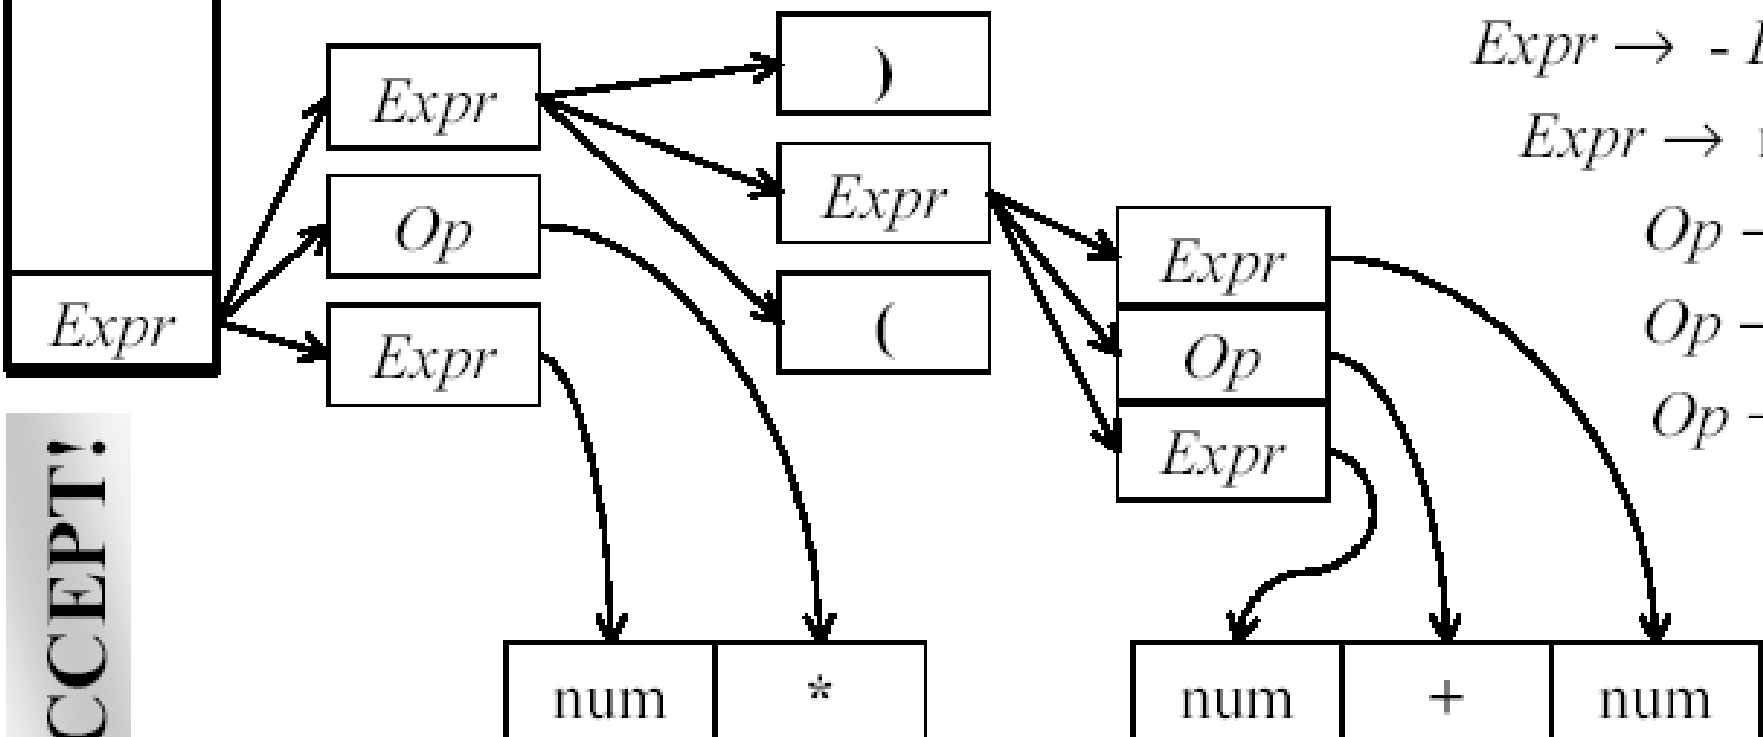 )
Expr → -
Expr
Expr →
Expr
Op
Op
Expr
Expr
(
Op
Expr
Op
Op
Expr
CCEPT!
num * num + num